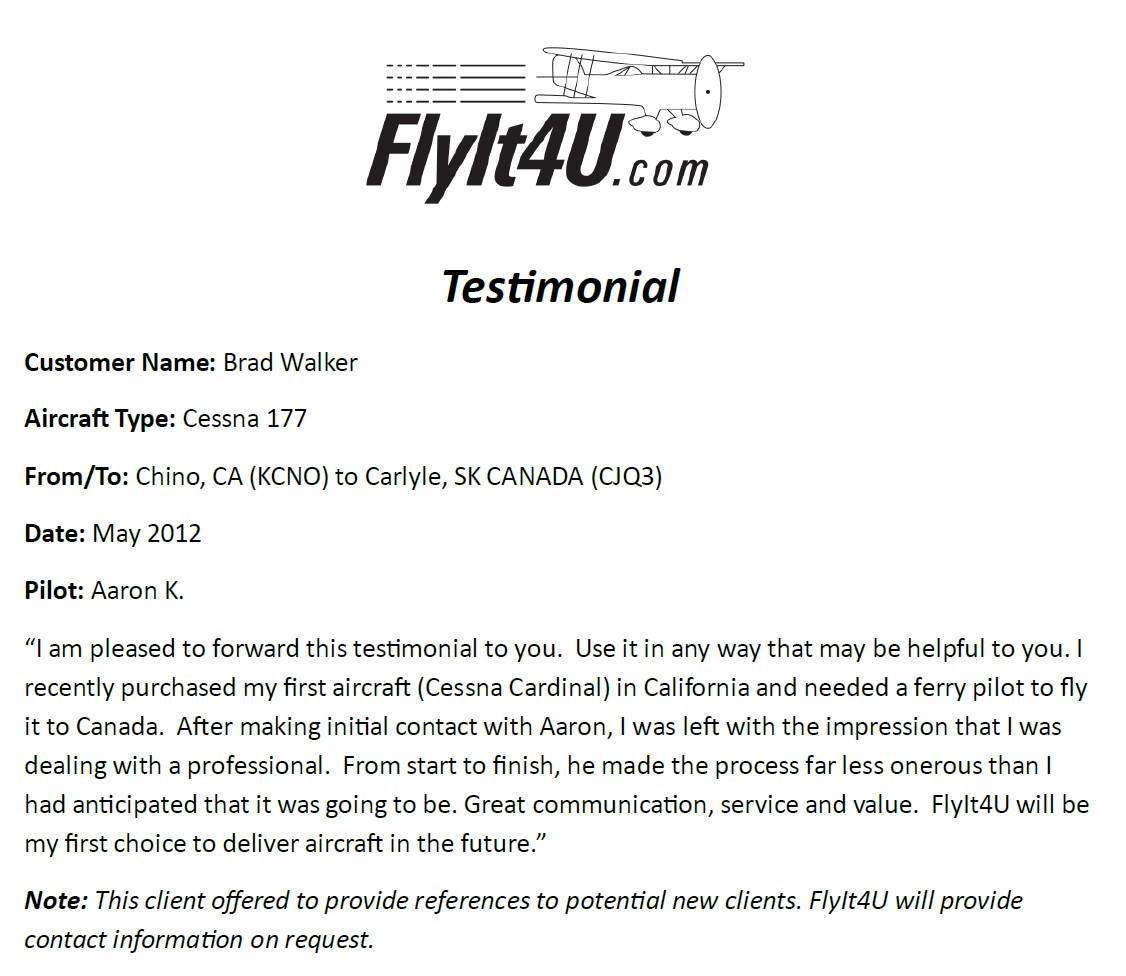 FlyIt4U.com
Testimonial
Customer Name: Brad Walker
Aircraft Type: Cessna 177
From/To: Chino, CA (KCNO) to Carlyle, SK CANADA (CJQ3)
Date: May 2012
Pilot: Aaron K.
“I am pleased to forward this testimonial to you.  Use it in any way that may be helpful to you. I
recently purchased my first aircraft (Cessna Cardinal) in California and needed a ferry pilot to fly
it to Canada.  After making initial contact with Aaron, I was left with the impression that I was
dealing with a professional.  From start to finish, he made the process far less onerous than I
had anticipated that it was going to be. Great communication, service and value.  FlyIt4U will be
my first choice to deliver aircraft in the future.”
Note: This client offered to provide references to potential new clients. FlyIt4U will provide
contact information on request.